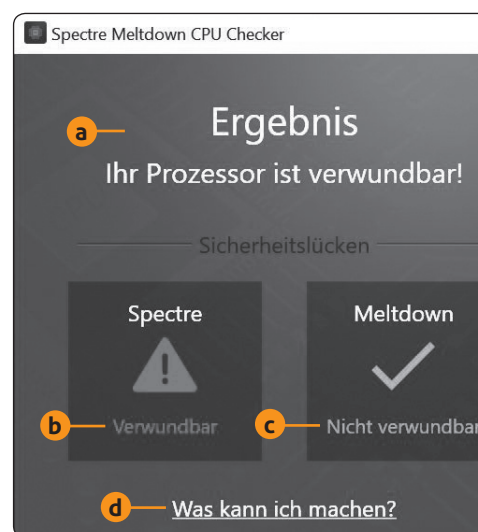 Spectre Meltdown CPU Checker
a
Ergebnis
Ihr Prozessor ist verwundbar!
Sicherheitslücken
Spectre
Meltdown
b
Verwundbar
c
Nicht verwundbar
d
Was kann ich machen?